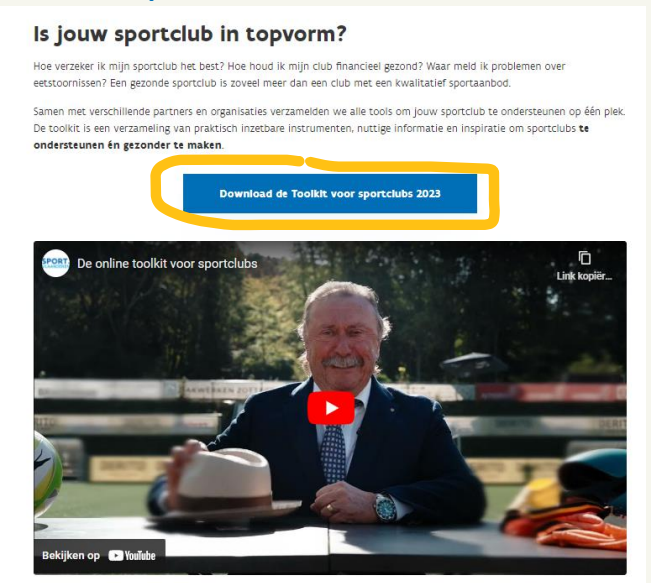 Is jouw sportclub in topvorm?
Hoe verzeker ik mijn sportclub het best? Hoe houd ik mijn club financieel gezond? Waar meld ik problemen over
eetstoornissen? Een gezonde sportclub is zoveel meer dan een club met een kwalitatief sportaanbod.
Samen met verschillende partners en organisaties verzamelden we alle tools om jouw sportclub te ondersteunen op één plek.
De toolkit is een verzameling van praktisch inzetbare instrumenten, nuttige informatie en inspiratie om sportclubs te
ondersteunen én gezonder te maken.
Download de Toolkit voor sportclubs 2023
SPORT
De online toolkit voor sportclubs
Link kopiër...
Bekijken op YouTube